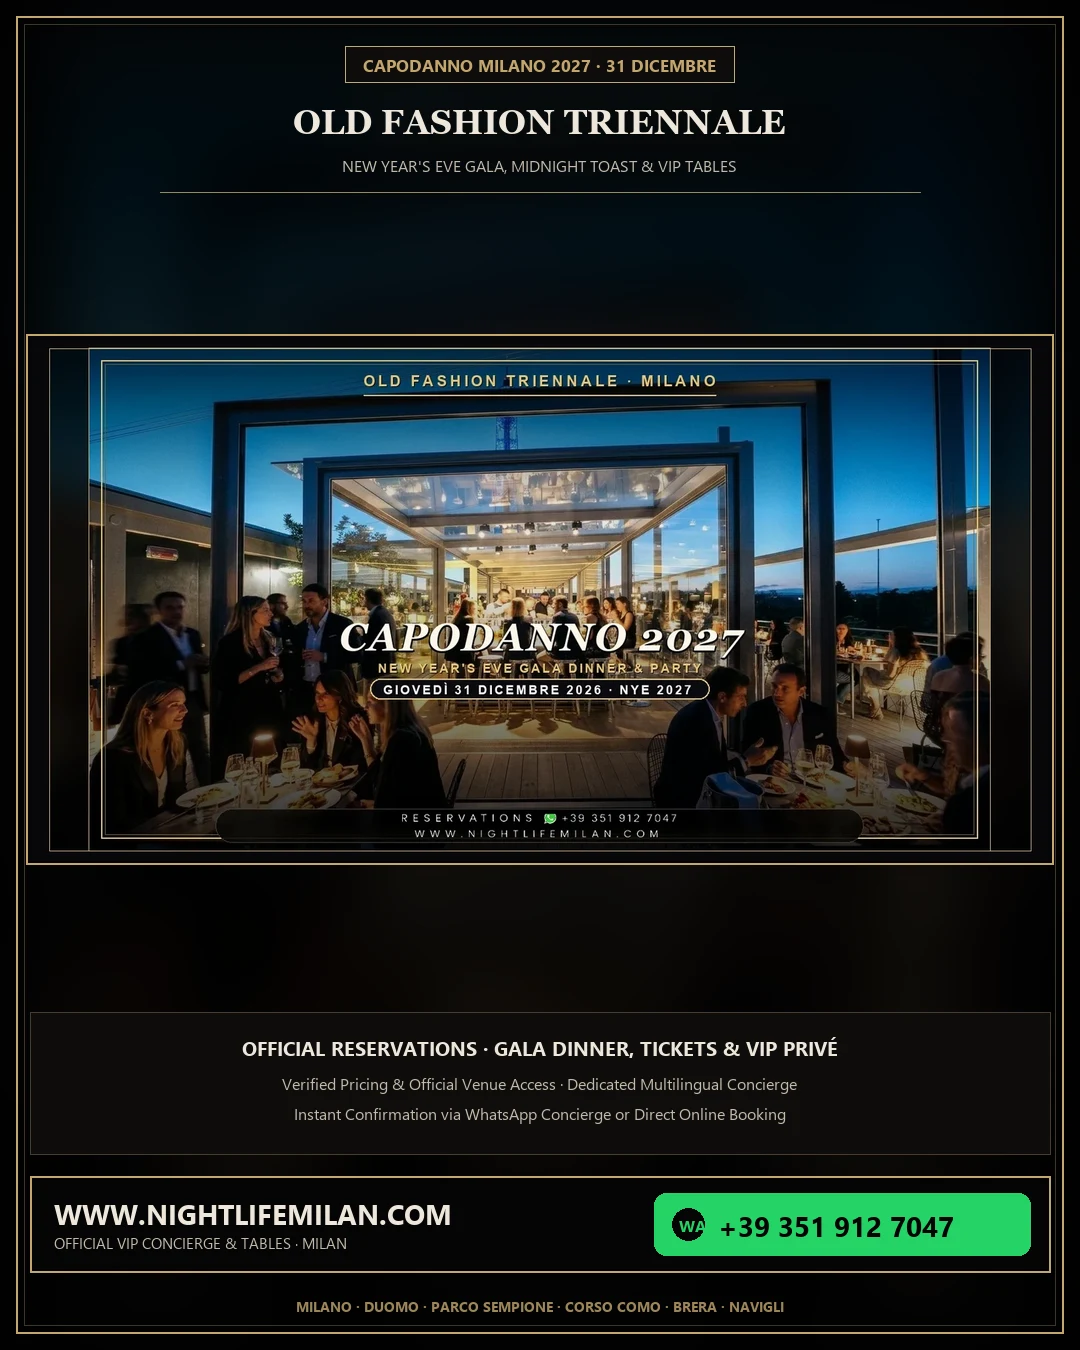 CAPODANNO MILANO 2027 · 31 DICEMBRE
OLD FASHION TRIENNALE
NEW YEAR'S EVE GALA, MIDNIGHT TOAST & VIP TABLES
OLD FASHION TRIENNALE · MILANO
CAPODANNO 2027
NEW YEAR'S EVE GALA DINNER & PARTY
GIOVEDÌ 31 DICEMBRE 2026 · NYE 2027
RESERVATIONS +39 351 912 7047
WWW.NIGHTLIFEMILAN.COM
OFFICIAL RESERVATIONS · GALA DINNER, TICKETS & VIP PRIVÉ
Verified Pricing & Official Venue Access · Dedicated Multilingual Concierge
Instant Confirmation via WhatsApp Concierge or Direct Online Booking
WWW.NIGHTLIFEMILAN.COM
OFFICIAL VIP CONCIERGE & TABLES · MILAN
WA +39 351 912 7047
MILANO · DUOMO · PARCO SEMPIONE · CORSO COMO · BRERA · NAVIGLI